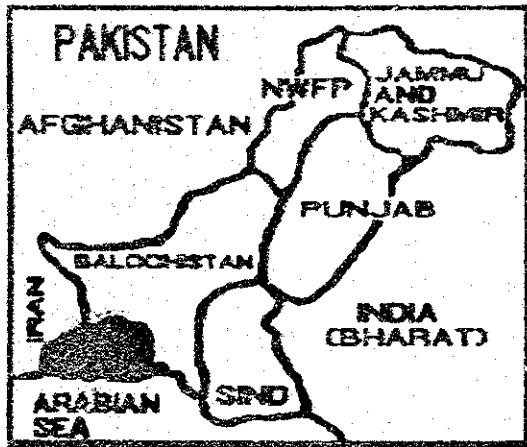 PAKISTAN
NWFP
JAMMU
AND
KASHMIR
AFGHANISTAN
PUNJAB
BALOCHISTAN
IRAN
INDIA
(BHARAT)
SIND
ARABIAN
SEA